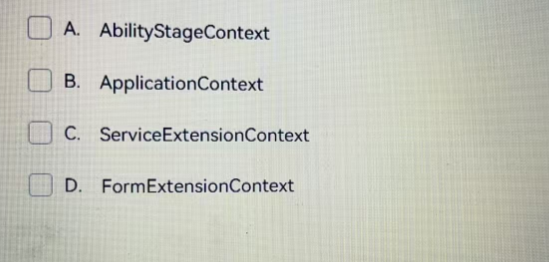 A. AbilityStageContext
B. ApplicationContext
C. ServiceExtensionContext
D. FormExtensionContext